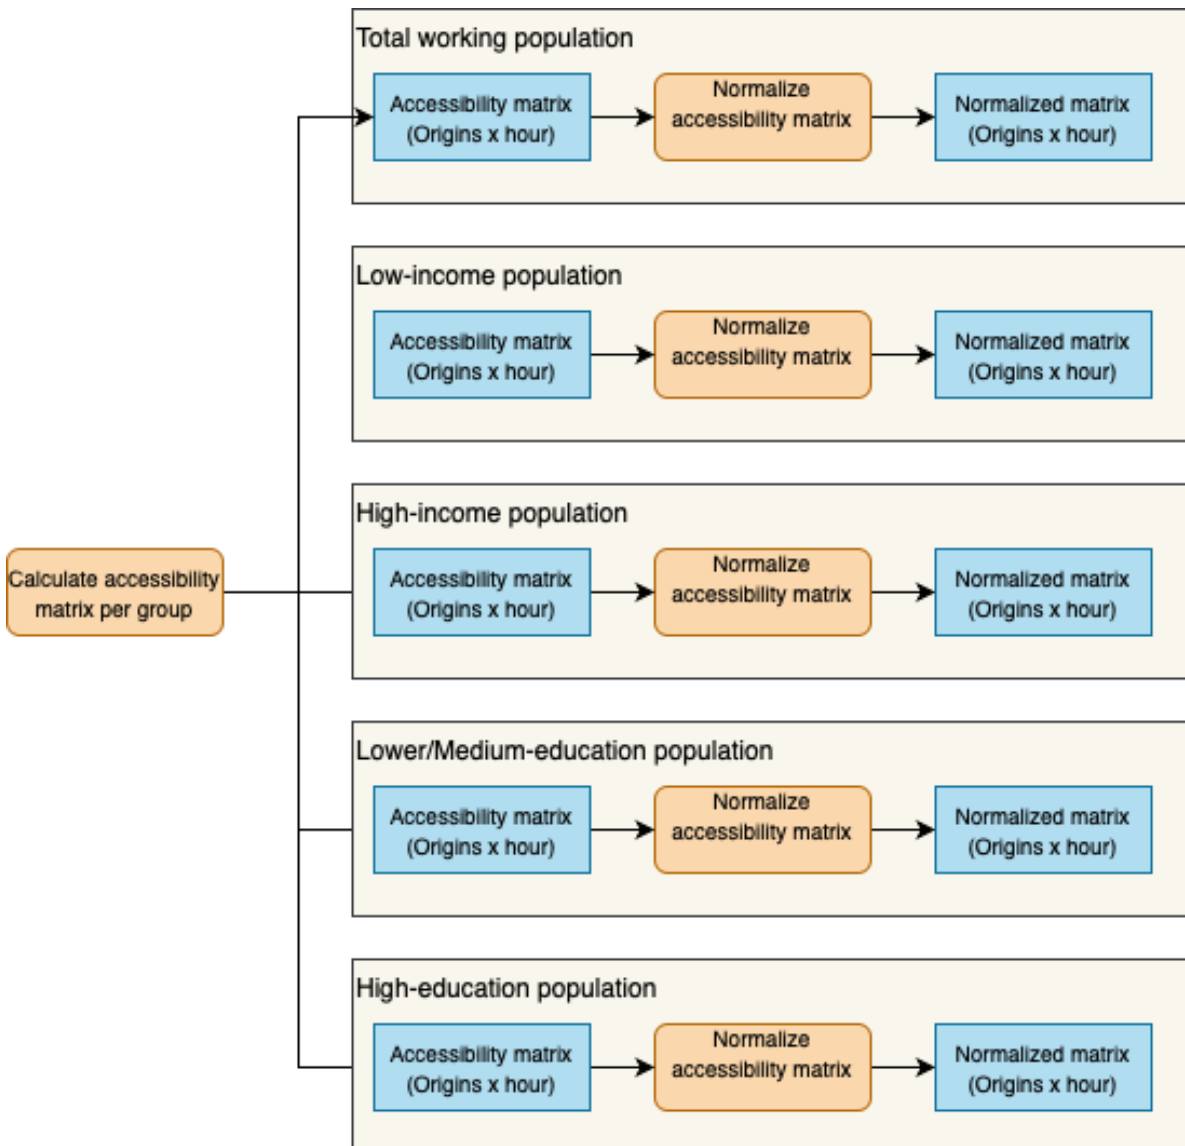 Total working population
Accessibility matrix
(Origins x hour)
Normalize
accessibility matrix
Normalized matrix
(Origins x hour)
Low-income population
Accessibility matrix
(Origins x hour)
Normalize
accessibility matrix
Normalized matrix
(Origins x hour)
High-income population
Calculate accessibility
matrix per group
Accessibility matrix
(Origins x hour)
Normalize
accessibility matrix
Normalized matrix
(Origins x hour)
Lower/Medium-education population
Accessibility matrix
(Origins x hour)
Normalize
accessibility matrix
Normalized matrix
(Origins x hour)
High-education population
Accessibility matrix
(Origins x hour)
Normalize
accessibility matrix
Normalized matrix
(Origins x hour)